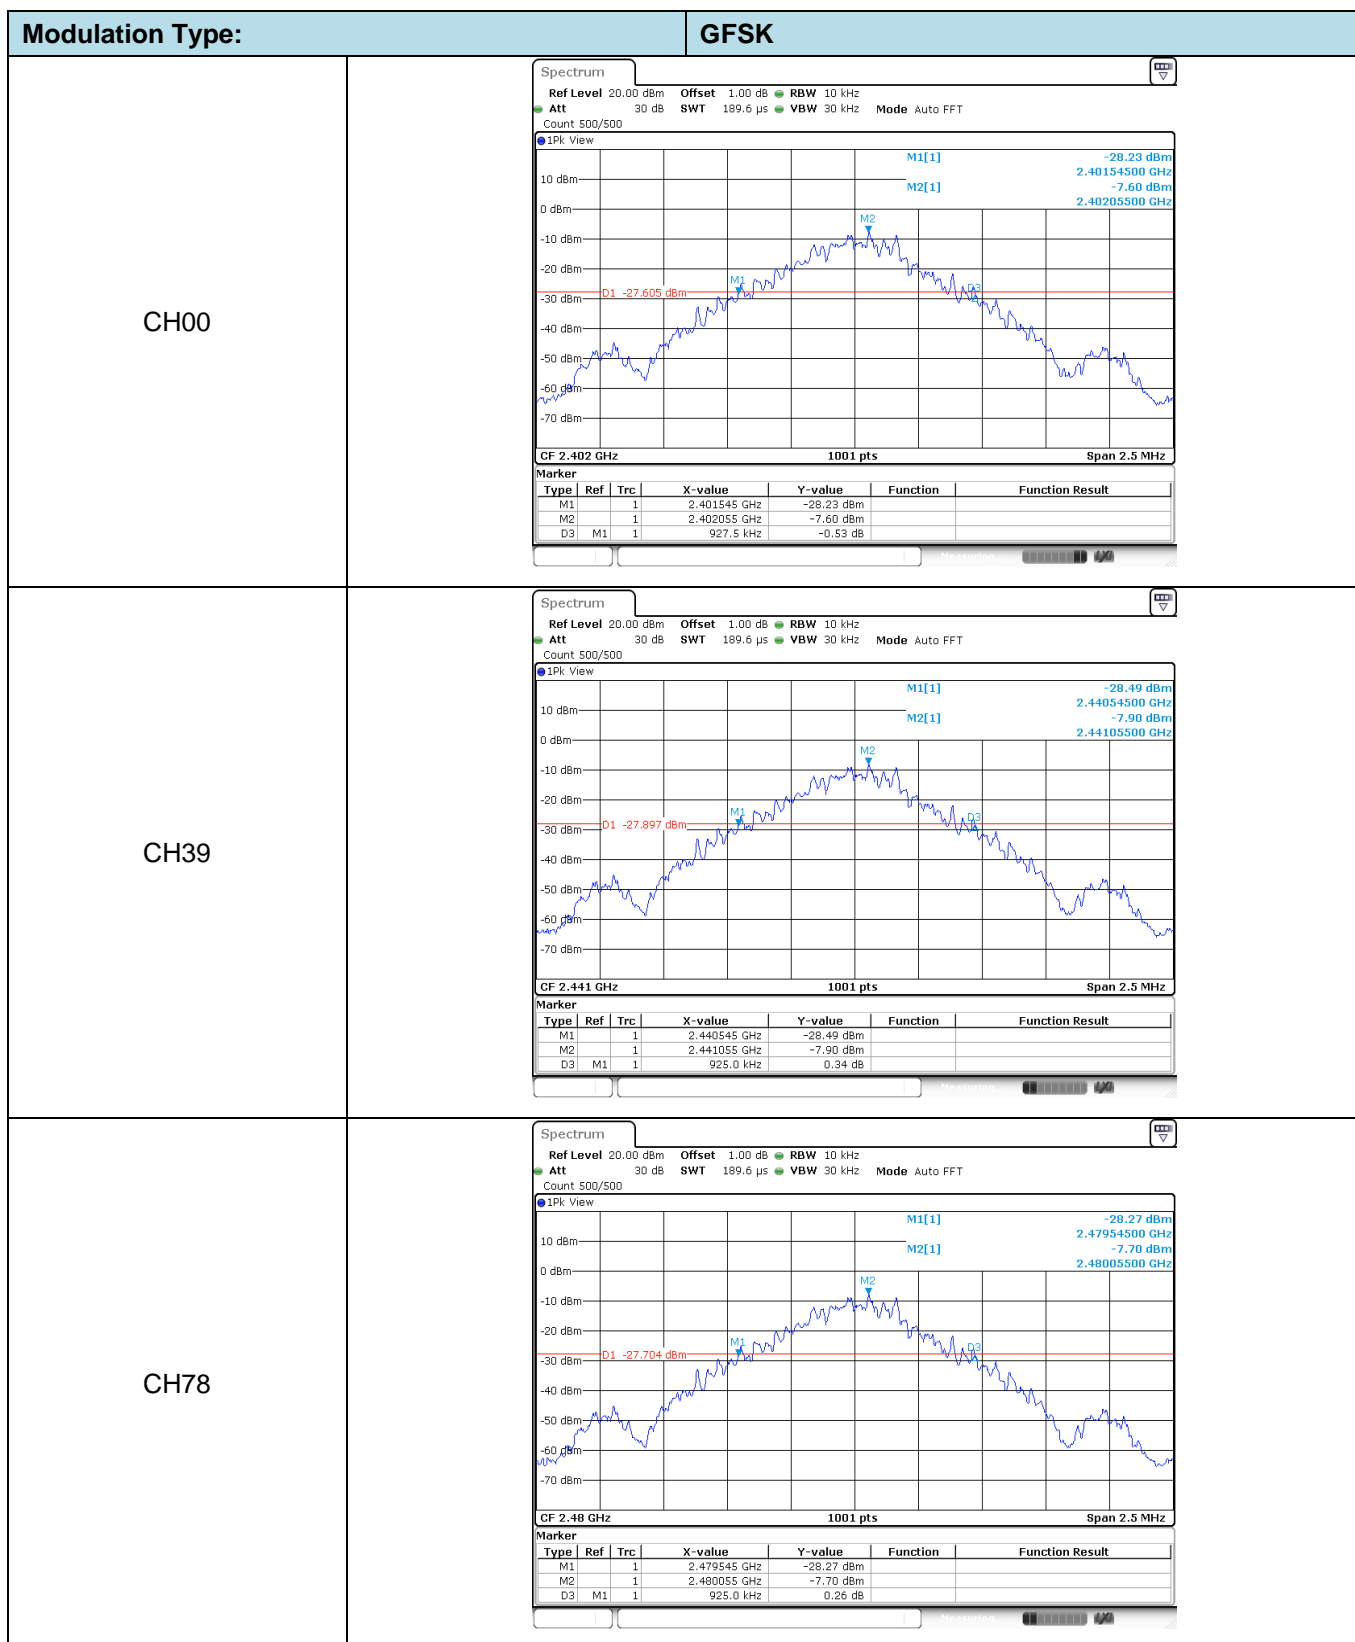 Modulation Type: GFSK
CH00
Spectrum
Ref Level 20.00 dBm Offset 1.00 dB RBW 10 kHz
Att 30 dB SWT 189.6 µs VBW 30 kHz Mode Auto FFT
Count 500/500
1Pk View
M1[1] -28.23 dBm
2.40154500 GHz
10 dBm
M2[1] -7.60 dBm
2.40205500 GHz
0 dBm
M2
-10 dBm
-20 dBm
M1
D1 -27.605 dBm
D3
-30 dBm
-40 dBm
-50 dBm
-60 dBm
-70 dBm
CF 2.402 GHz 1001 pts Span 2.5 MHz
Marker
Type Ref Trc X-value Y-value Function Function Result
M1 1 2.401545 GHz -28.23 dBm
M2 1 2.402055 GHz -7.60 dBm
D3 M1 1 927.5 kHz -0.53 dB
Measuring...
CH39
Spectrum
Ref Level 20.00 dBm Offset 1.00 dB RBW 10 kHz
Att 30 dB SWT 189.6 µs VBW 30 kHz Mode Auto FFT
Count 500/500
1Pk View
M1[1] -28.49 dBm
2.44054500 GHz
10 dBm
M2[1] -7.90 dBm
2.44105500 GHz
0 dBm
M2
-10 dBm
-20 dBm
M1
D1 -27.897 dBm
D3
-30 dBm
-40 dBm
-50 dBm
-60 dBm
-70 dBm
CF 2.441 GHz 1001 pts Span 2.5 MHz
Marker
Type Ref Trc X-value Y-value Function Function Result
M1 1 2.440545 GHz -28.49 dBm
M2 1 2.441055 GHz -7.90 dBm
D3 M1 1 925.0 kHz 0.34 dB
Measuring...
CH78
Spectrum
Ref Level 20.00 dBm Offset 1.00 dB RBW 10 kHz
Att 30 dB SWT 189.6 µs VBW 30 kHz Mode Auto FFT
Count 500/500
1Pk View
M1[1] -28.27 dBm
2.47954500 GHz
10 dBm
M2[1] -7.70 dBm
2.48005500 GHz
0 dBm
M2
-10 dBm
-20 dBm
M1
D1 -27.704 dBm
D3
-30 dBm
-40 dBm
-50 dBm
-60 dBm
-70 dBm
CF 2.48 GHz 1001 pts Span 2.5 MHz
Marker
Type Ref Trc X-value Y-value Function Function Result
M1 1 2.479545 GHz -28.27 dBm
M2 1 2.480055 GHz -7.70 dBm
D3 M1 1 925.0 kHz 0.26 dB
Measuring...